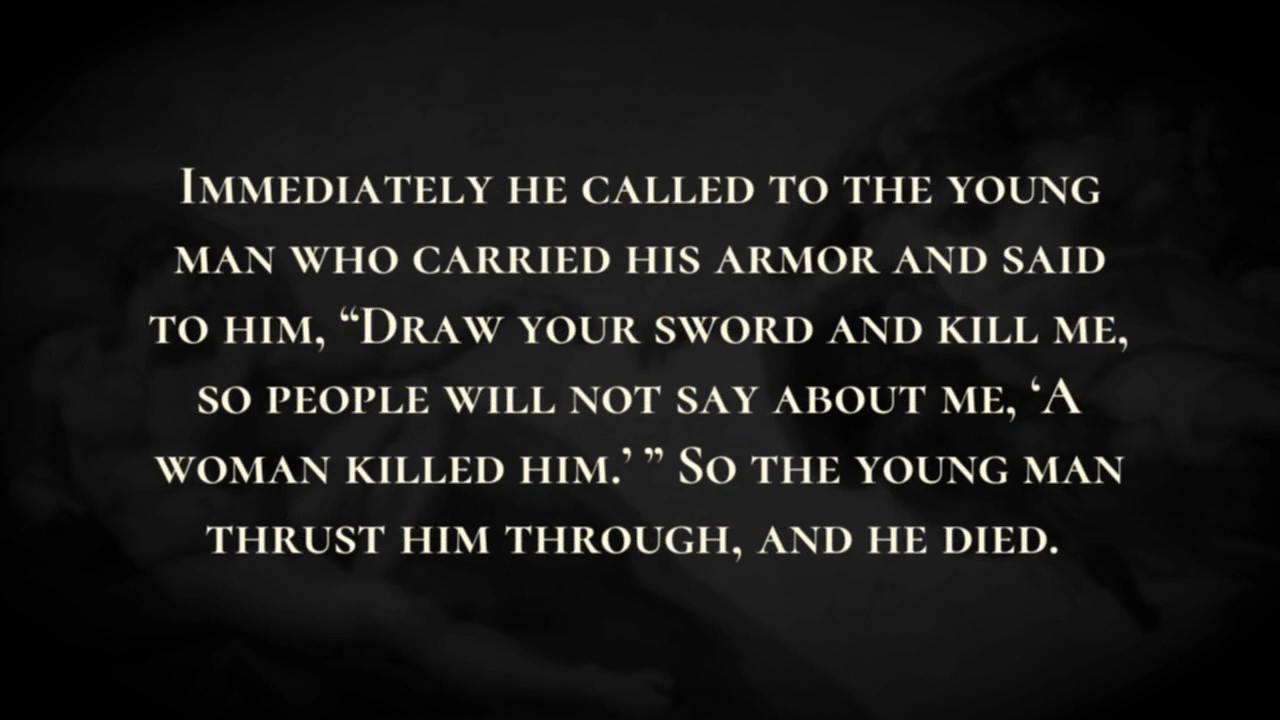 Immediately he called to the young
man who carried his armor and said
to him, “Draw your sword and kill me,
so people will not say about me, ‘A
woman killed him.’ ” So the young man
thrust him through, and he died.